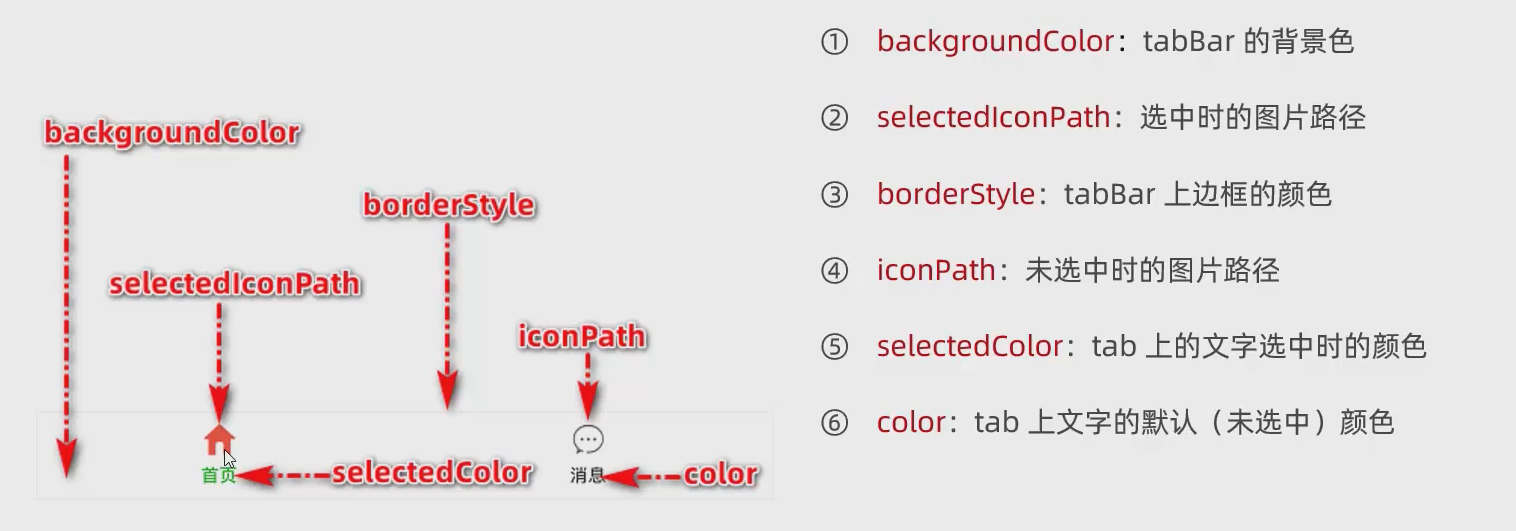 backgroundColor
borderStyle
selectedIconPath
iconPath
首页
selectedColor
消息
color
① backgroundColor：tabBar 的背景色
② selectedIconPath：选中时的图片路径
③ borderStyle：tabBar 上边框的颜色
④ iconPath：未选中时的图片路径
⑤ selectedColor：tab 上的文字选中时的颜色
⑥ color：tab 上文字的默认（未选中）颜色